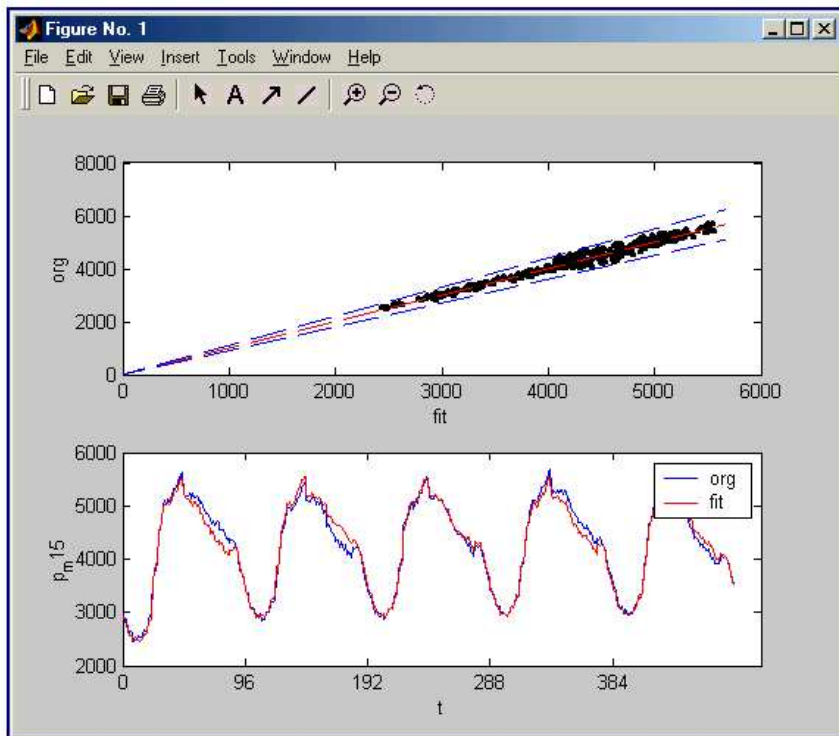 Figure No. 1
File Edit View Insert Tools Window Help
A
8000
6000
4000
2000
0
org
0 1000 2000 3000 4000 5000 6000
fit
6000
5000
4000
3000
2000
p_m15
org
fit
0 96 192 288 384
t